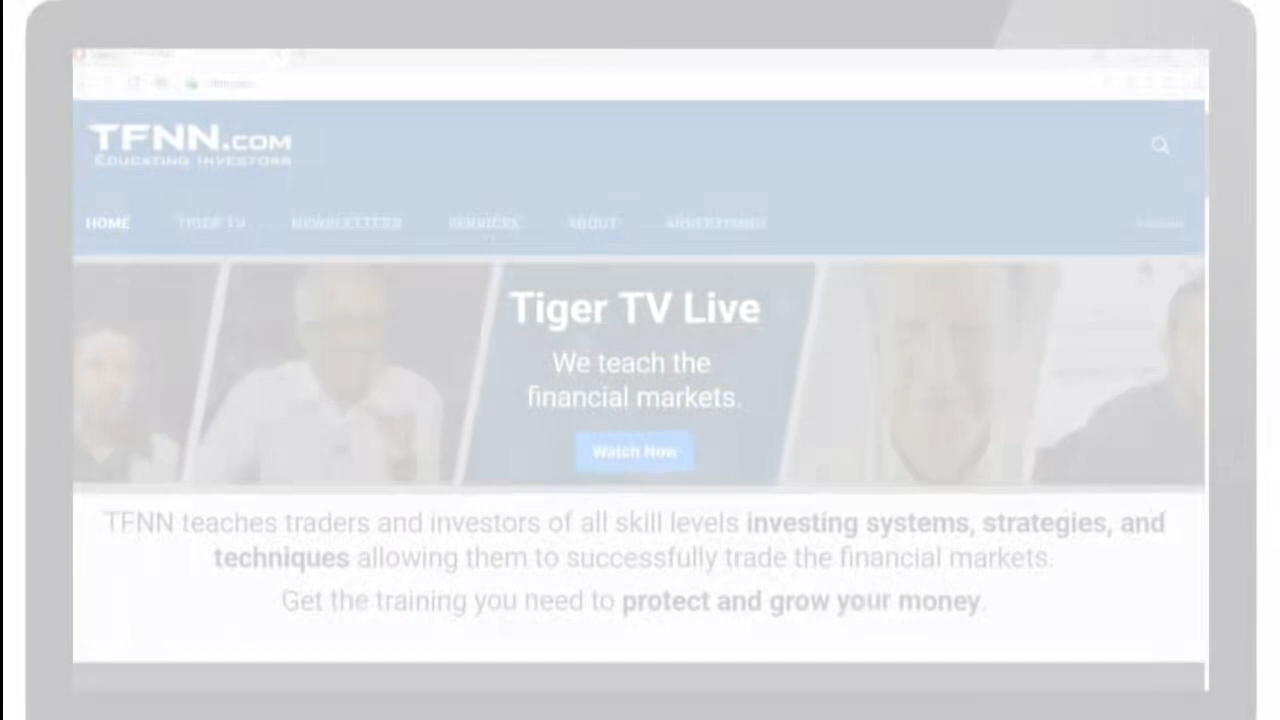 TFNN.COM
EDUCATING INVESTORS
HOME TIGER TV NEWSLETTERS SERVICES ABOUT ADVERTISING
Tiger TV Live
We teach the
financial markets.
Watch Now
TFNN teaches traders and investors of all skill levels investing systems, strategies, and
techniques allowing them to successfully trade the financial markets.
Get the training you need to protect and grow your money.